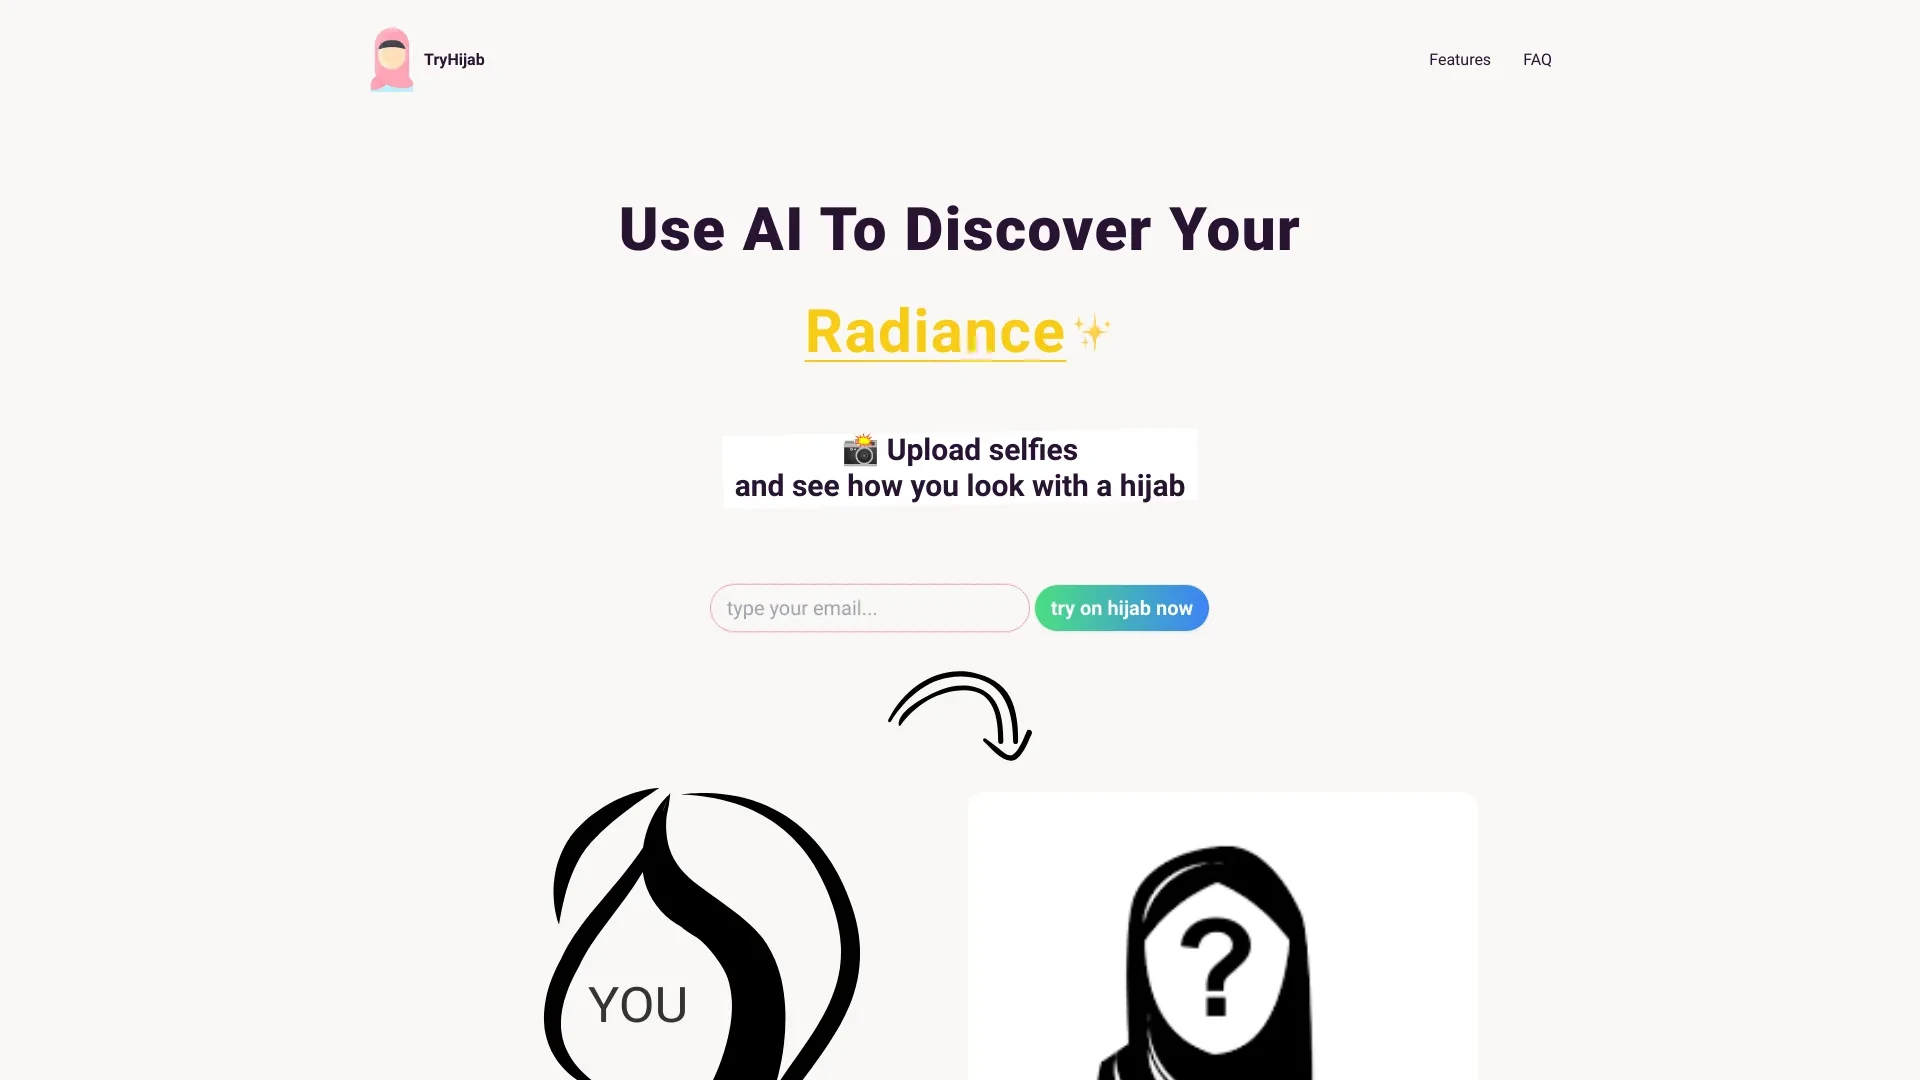 TryHijab
Features
FAQ
Use AI To Discover Your
Radiance✨
📸 Upload selfies
and see how you look with a hijab
type your email...
try on hijab now
YOU
?